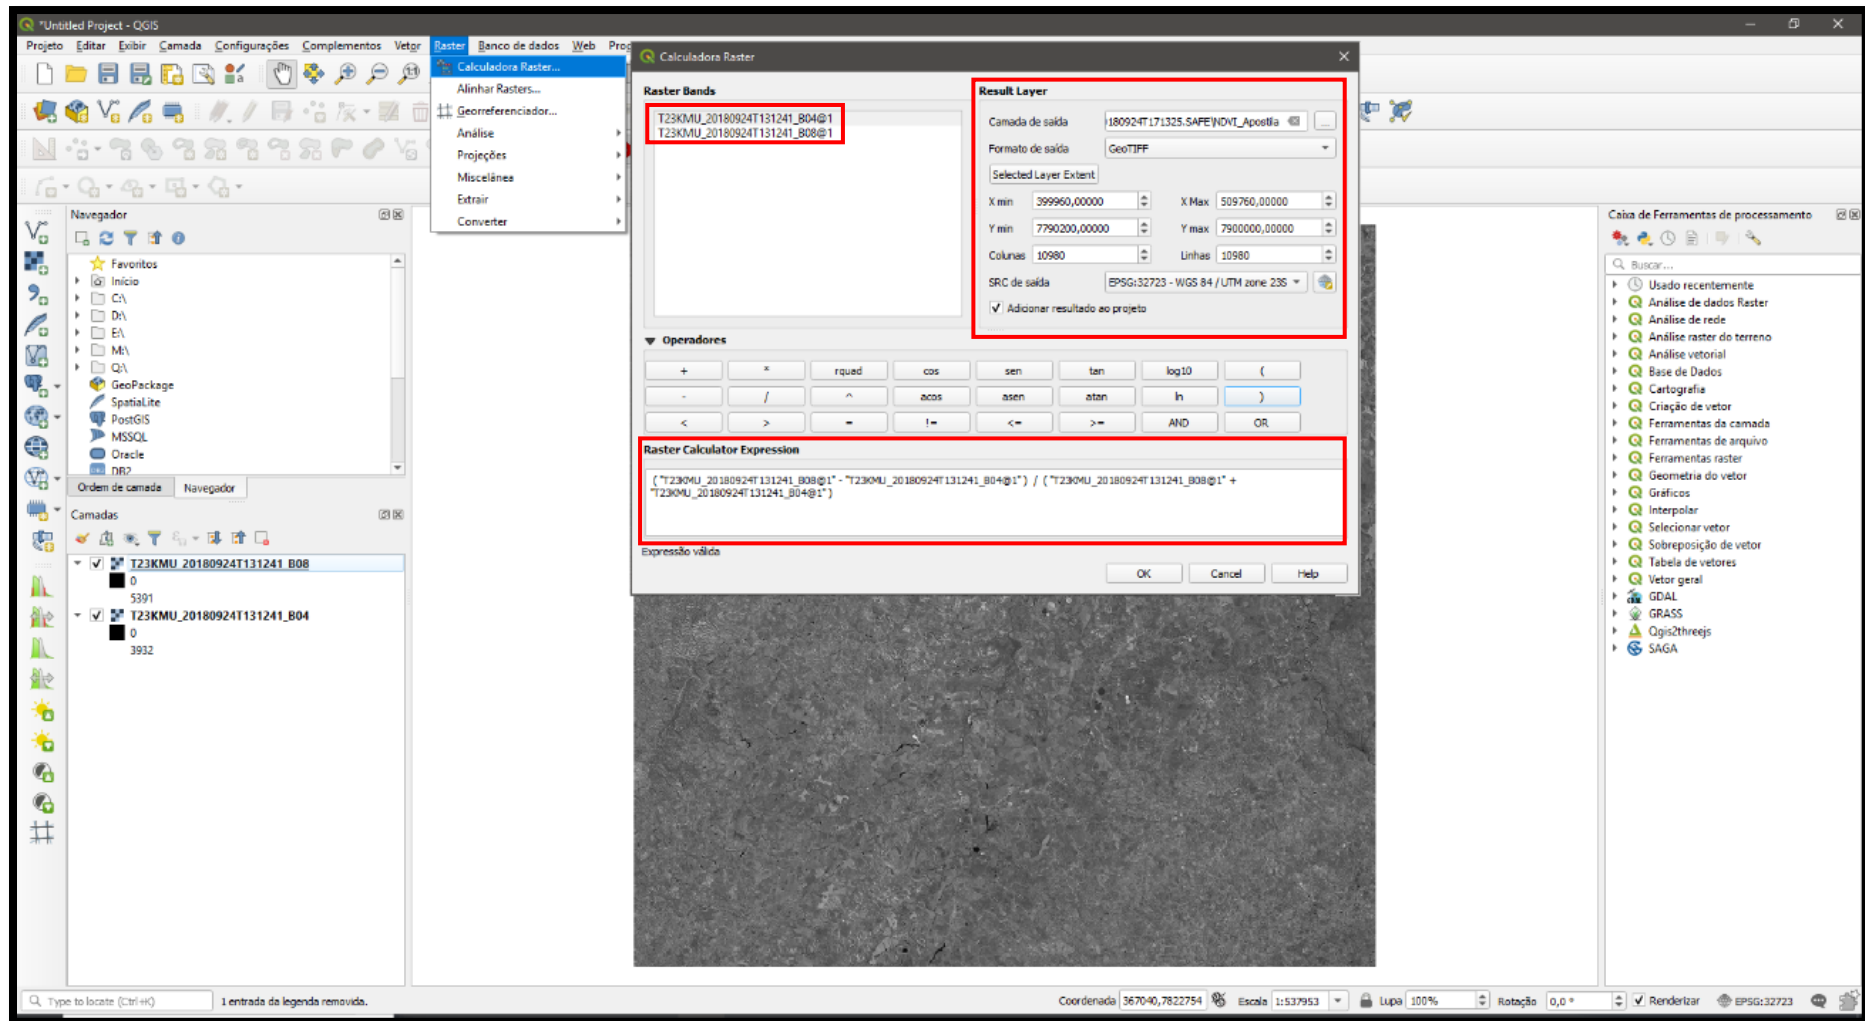 *Untitled Project - QGIS
Projeto Editar Exibir Camada Configurações Complementos Vetor Raster Banco de dados Web
Calculadora Raster...
Alinhar Rasters...
Georreferenciador...
Análise
Projeções
Miscelânea
Extrair
Converter
Navegador
Favoritos
Início
C:\
D:\
E:\
M:\
Q:\
GeoPackage
SpatiaLite
PostGIS
MSSQL
Oracle
DB2
Ordem de camada Navegador
Camadas
T23KMU_20180924T131241_B08
0
5391
T23KMU_20180924T131241_B04
0
3932
Calculadora Raster
Raster Bands
T23KMU_20180924T131241_B04@1
T23KMU_20180924T131241_B08@1
Result Layer
Camada de saída 180924T171325.SAFE\NDVI_Apostila ...
Formato de saída GeoTIFF
Selected Layer Extent
X min 399960,00000 X Max 509760,00000
Y min 7790200,00000 Y max 7900000,00000
Colunas 10980 Linhas 10980
SRC de saída EPSG:32723 - WGS 84 / UTM zone 23S
Adicionar resultado ao projeto
Operadores
+ * rquad cos sen tan log10 (
- / ^ acos asen atan ln )
< > = != <= >= AND OR
Raster Calculator Expression
( "T23KMU_20180924T131241_B08@1" - "T23KMU_20180924T131241_B04@1" ) / ( "T23KMU_20180924T131241_B08@1" +
"T23KMU_20180924T131241_B04@1" )
Expressão válida
OK Cancel Help
Caixa de Ferramentas de processamento
Buscar...
Usado recentemente
Análise de dados Raster
Análise de rede
Análise raster do terreno
Análise vetorial
Base de Dados
Cartografia
Criação de vetor
Ferramentas da camada
Ferramentas de arquivo
Ferramentas raster
Geometria do vetor
Gráficos
Interpolar
Selecionar vetor
Sobreposição de vetor
Tabela de vetores
Vetor geral
GDAL
GRASS
Qgis2threejs
SAGA
Type to locate (Ctrl+K) 1 entrada da legenda removida. Coordenada 367040,7822754 Escala 1:537953 Lupa 100% Rotação 0,0 ° Renderizar EPSG:32723